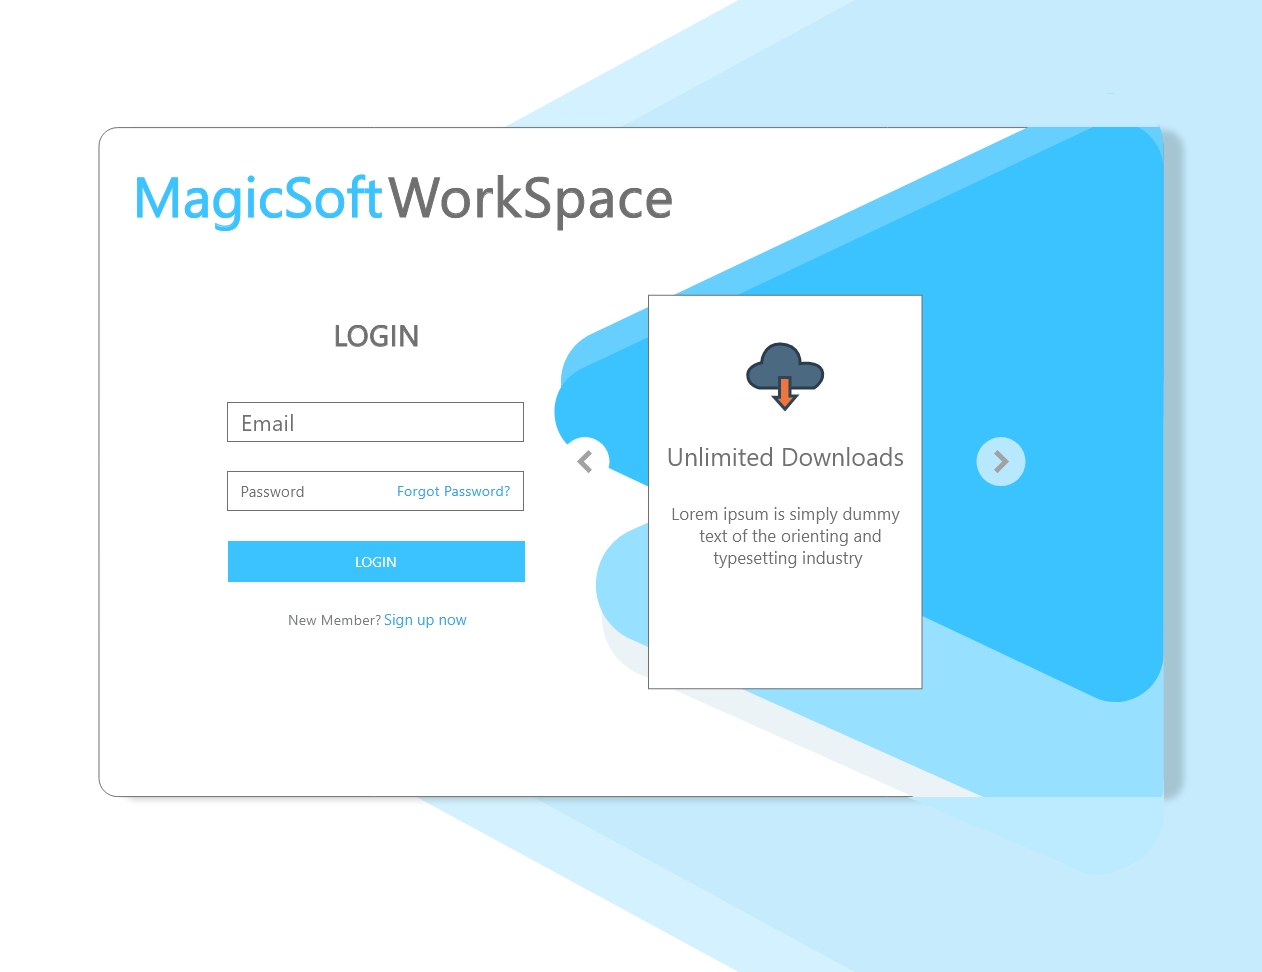 MagicSoft WorkSpace
LOGIN
Email
Password Forgot Password?
LOGIN
New Member? Sign up now
Unlimited Downloads
Lorem ipsum is simply dummy
text of the orienting and
typesetting industry